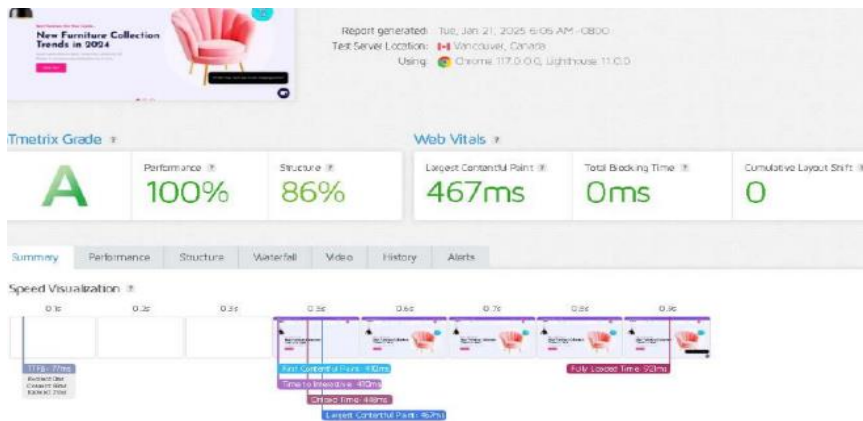 New Furniture Collection
Trends in 2024
Report generated: Tue, Jan 21, 2025 6:05 AM -0800
Test Server Location: Vancouver, Canada
Using: Chrome 117.0.0.0, Lighthouse 11.0.0
Tmetrix Grade ?
Web Vitals ?
A
Performance ?
100%
Structure ?
86%
Largest Contentful Paint ?
467ms
Total Blocking Time ?
0ms
Cumulative Layout Shift ?
0
Summary Performance Structure Waterfall Video History Alerts
Speed Visualization ?
0.1s 0.2s 0.3s 0.6s 0.7s 0.8s 0.9s
TTFB: 77ms
First Contentful Paint: 410ms
Fully Loaded Time: 923ms
Time to Interactive: 410ms
Onload Time: 448ms
Largest Contentful Paint: 467ms